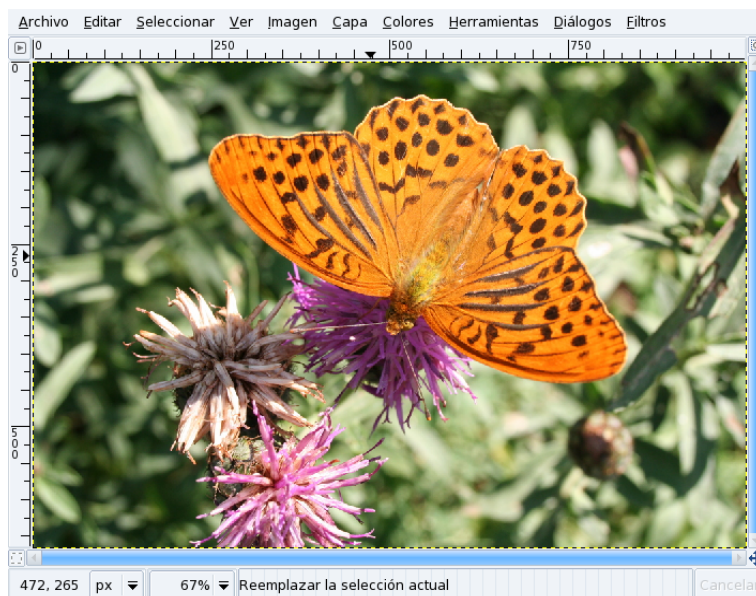 Archivo Editar Seleccionar Ver Imagen Capa Colores Herramientas Diálogos Filtros
0 250 500 750
0
250
50
472, 265 px 67% Reemplazar la selección actual Cancelar